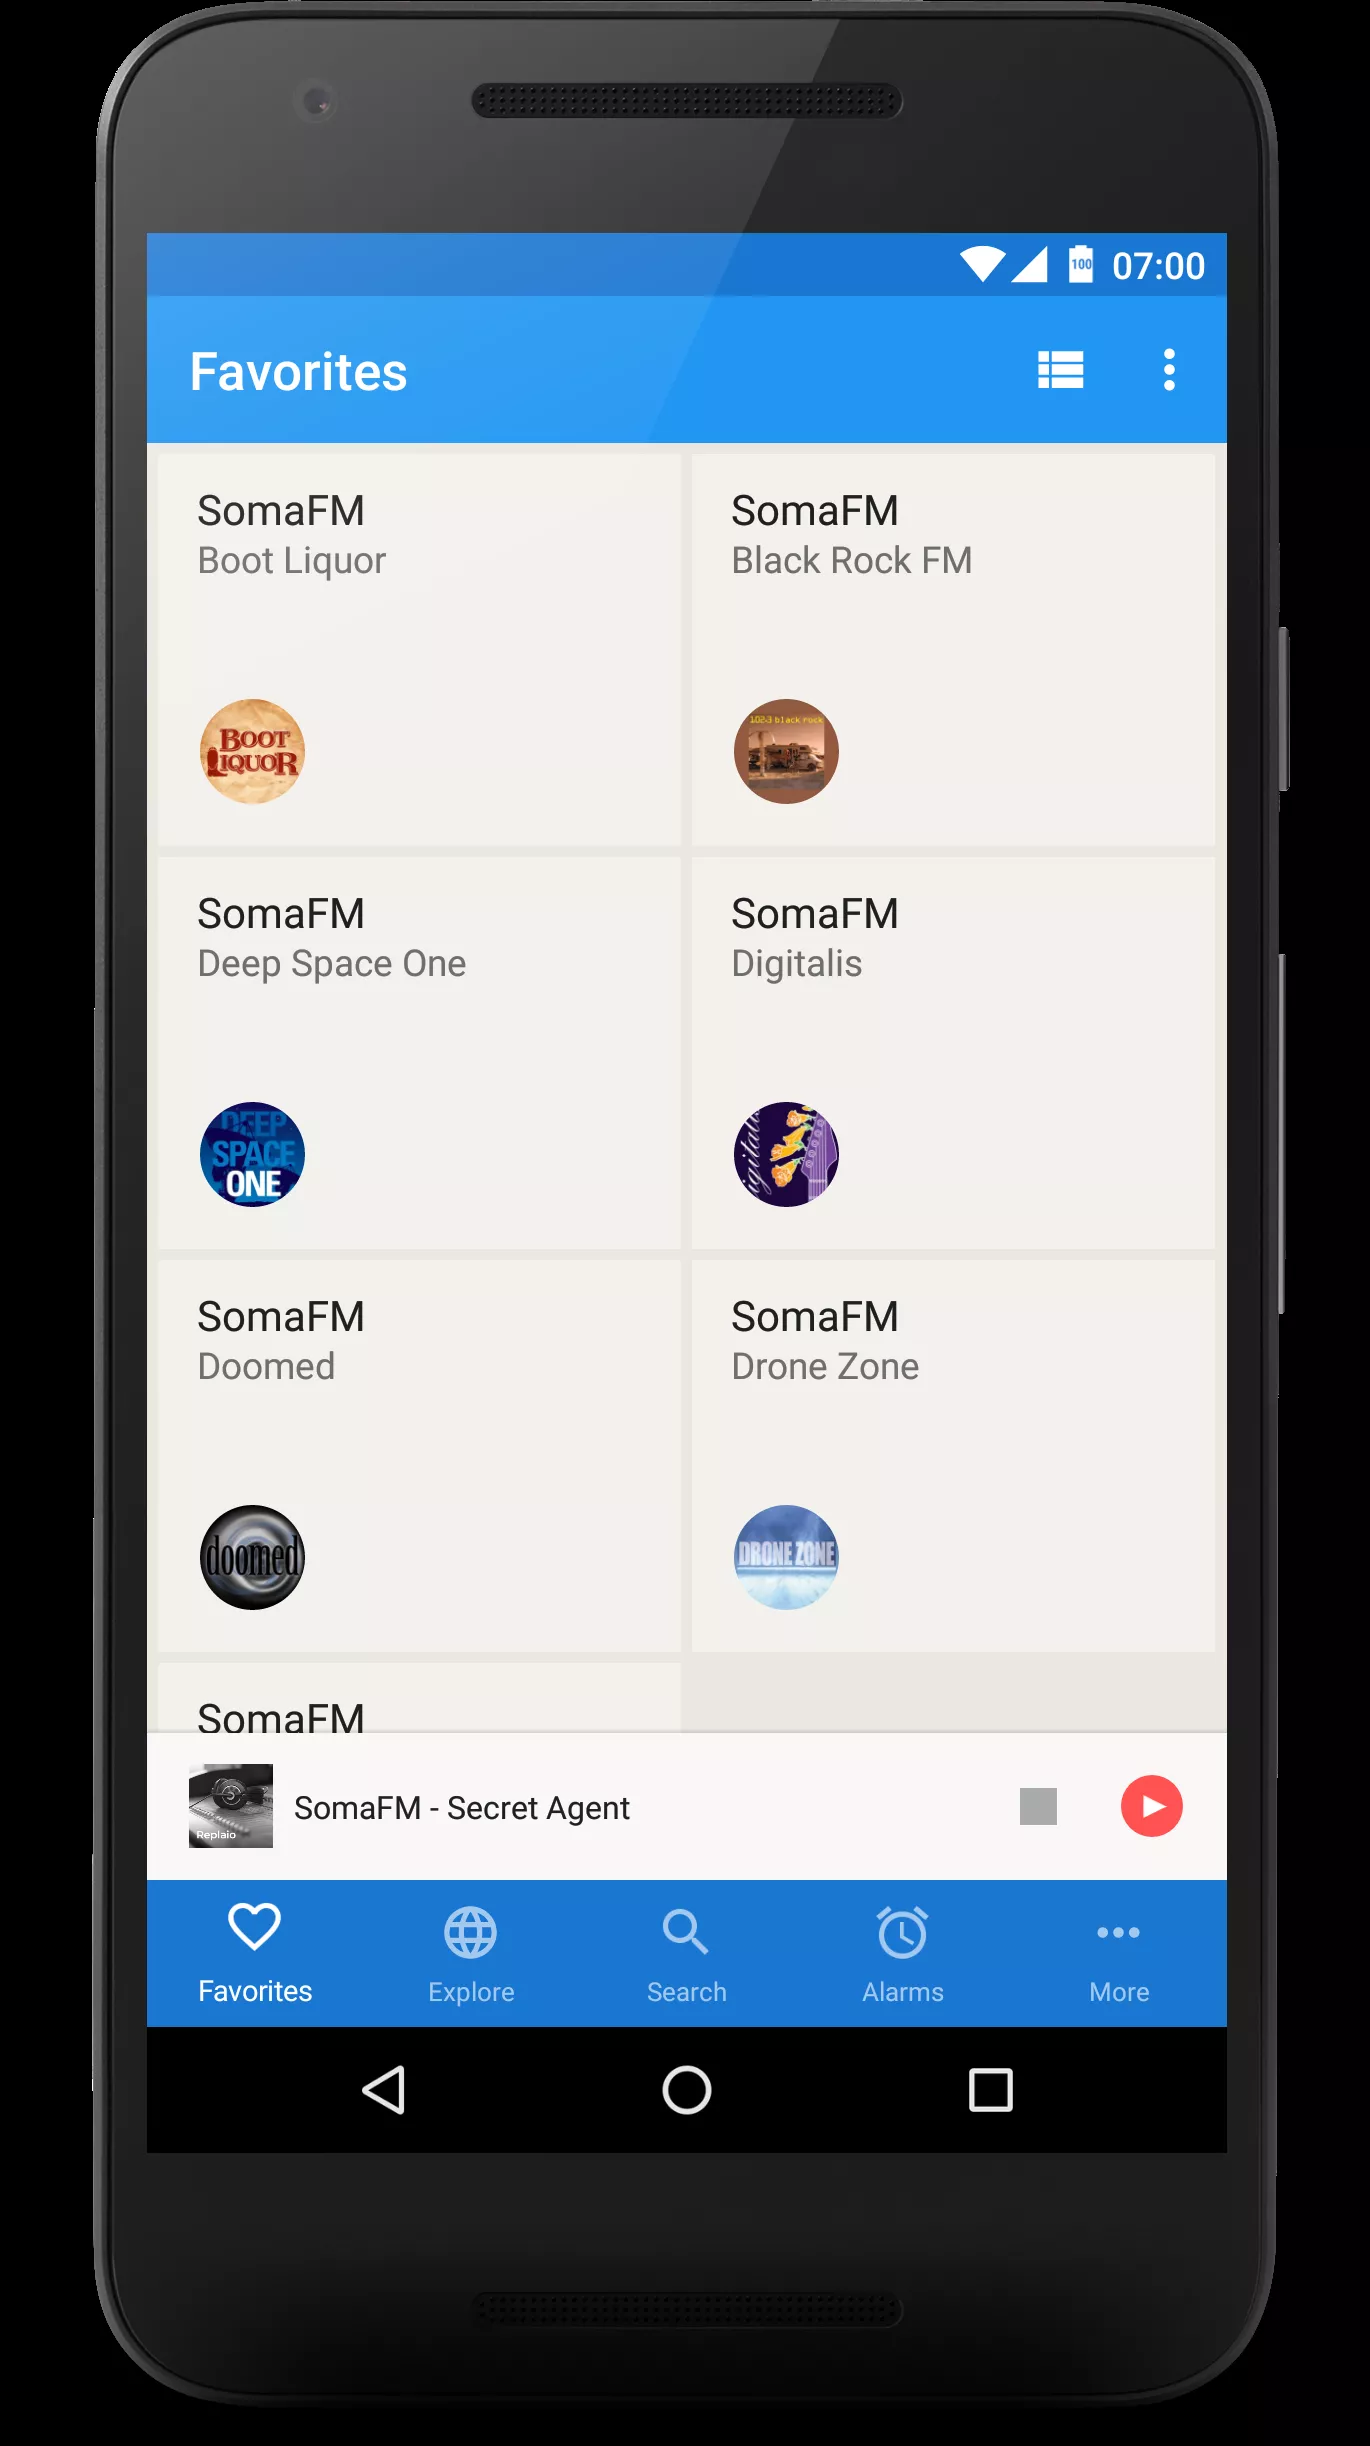 100 07:00
Favorites
SomaFM
Boot Liquor
BOOT
LIQUOR
SomaFM
Black Rock FM
102.3 black rock
SomaFM
Deep Space One
DEEP
SPACE
ONE
SomaFM
Digitalis
SomaFM
Doomed
doomed
SomaFM
Drone Zone
DRONE ZONE
SomaFM
Replaio
SomaFM - Secret Agent
Favorites
Explore
Search
Alarms
More